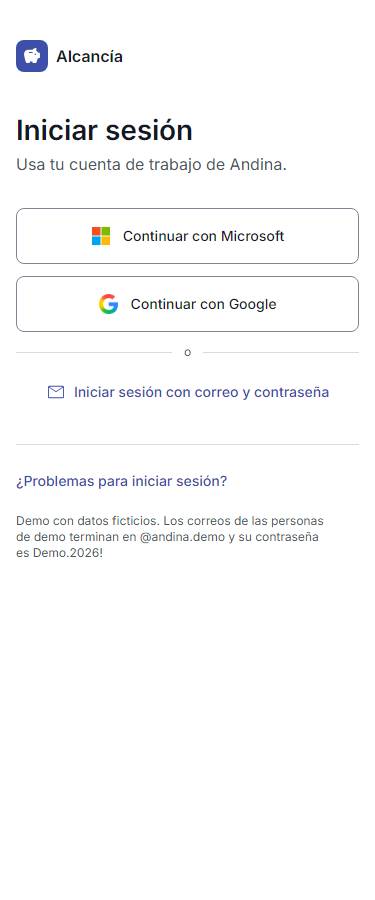 Alcancía
Iniciar sesión
Usa tu cuenta de trabajo de Andina.
Continuar con Microsoft
Continuar con Google
o
Iniciar sesión con correo y contraseña
¿Problemas para iniciar sesión?
Demo con datos ficticios. Los correos de las personas
de demo terminan en @andina.demo y su contraseña
es Demo.2026!